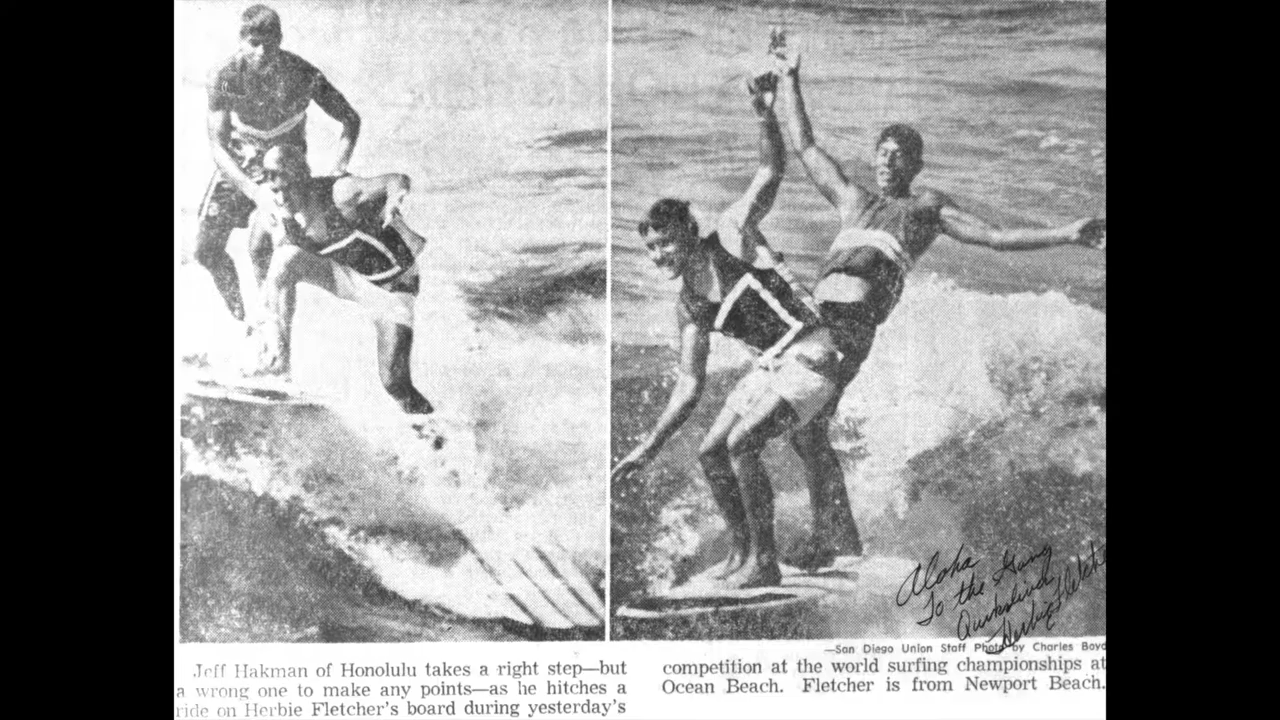 Aloha
To the Gang
Quiksilver
Herbie Fletcher
—San Diego Union Staff Photo by Charles Boyd
Jeff Hakman of Honolulu takes a right step—but
a wrong one to make any points—as he hitches a
ride on Herbie Fletcher's board during yesterday's
competition at the world surfing championships at
Ocean Beach. Fletcher is from Newport Beach.